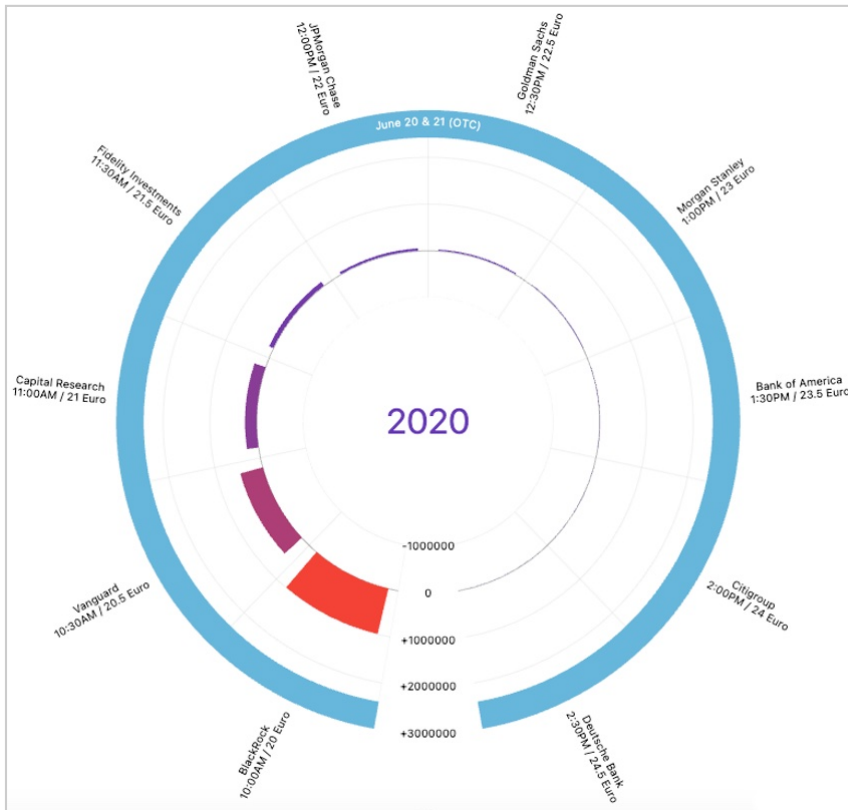 JPMorgan Chase
12:00PM / 22 Euro
Goldman Sachs
12:30PM / 22.5 Euro
June 20 & 21 (OTC)
Fidelity Investments
11:30AM / 21.5 Euro
Morgan Stanley
1:00PM / 23 Euro
Capital Research
11:00AM / 21 Euro
Bank of America
1:30PM / 23.5 Euro
2020
-1000000
0
+1000000
+2000000
+3000000
Vanguard
10:30AM / 20.5 Euro
Citigroup
2:00PM / 24 Euro
BlackRock
10:00AM / 20 Euro
Deutsche Bank
2:30PM / 24.5 Euro